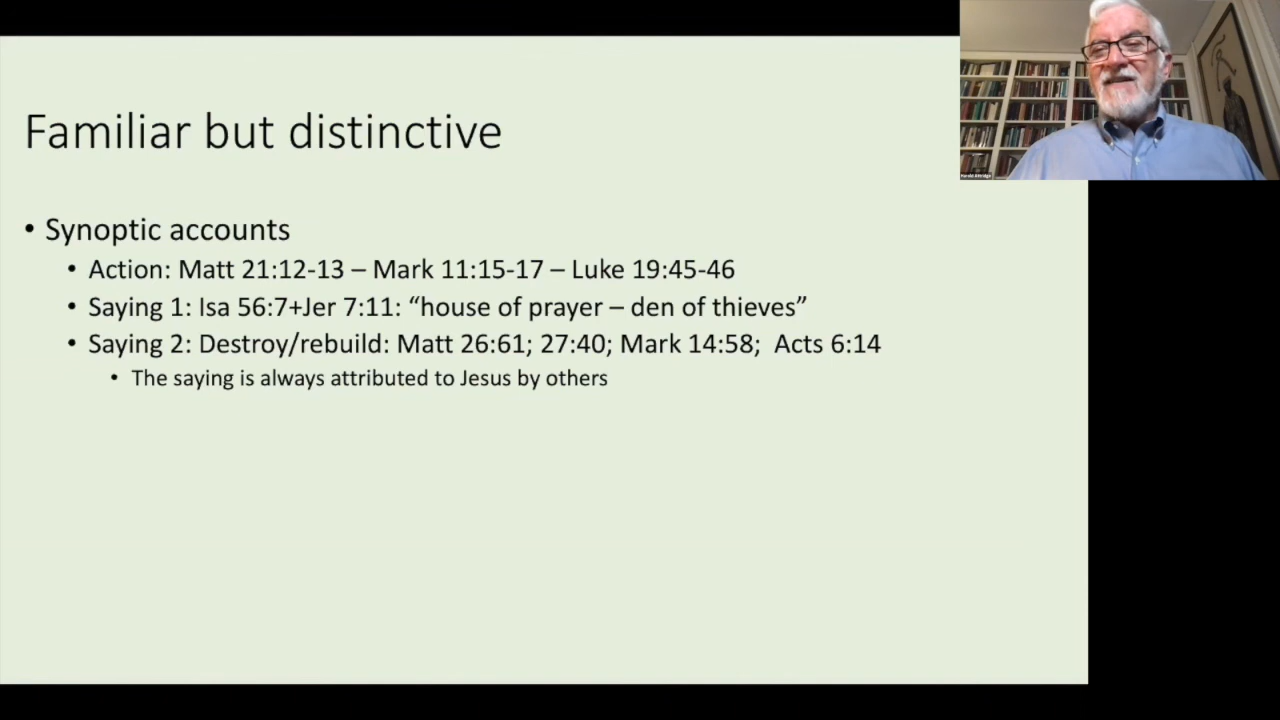 Familiar but distinctive
• Synoptic accounts
• Action: Matt 21:12-13 – Mark 11:15-17 – Luke 19:45-46
• Saying 1: Isa 56:7+Jer 7:11: “house of prayer – den of thieves”
• Saying 2: Destroy/rebuild: Matt 26:61; 27:40; Mark 14:58;  Acts 6:14
• The saying is always attributed to Jesus by others
Harold Attridge